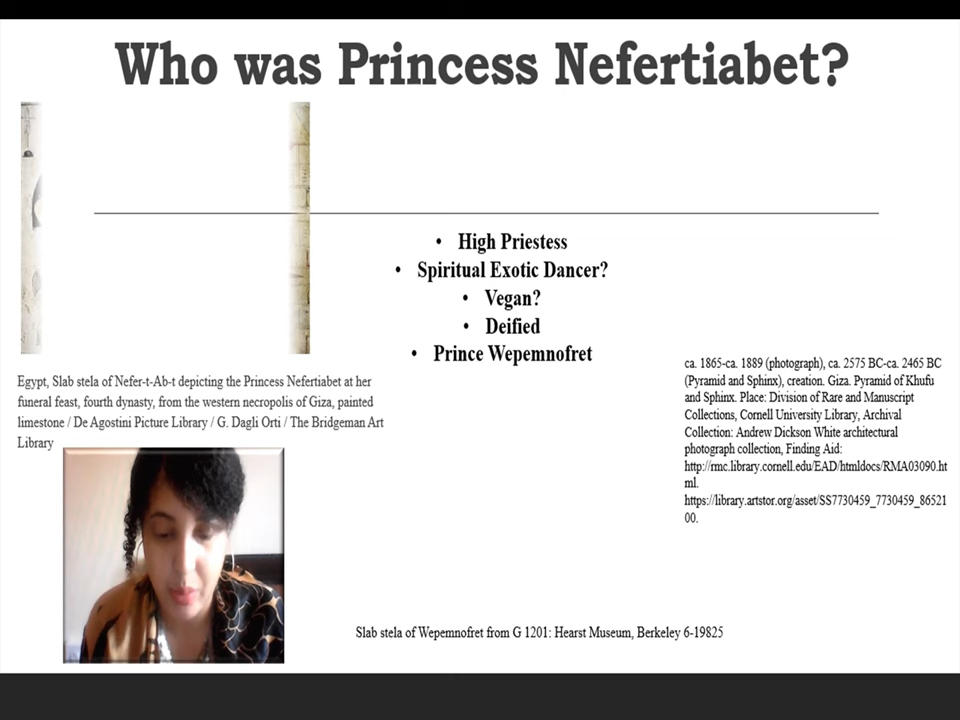 Who was Princess Nefertiabet?
• High Priestess
• Spiritual Exotic Dancer?
• Vegan?
• Deified
• Prince Wepemnofret
Egypt, Slab stela of Nefer-t-Ab-t depicting the Princess Nefertiabet at her
funeral feast, fourth dynasty, from the western necropolis of Giza, painted
limestone / De Agostini Picture Library / G. Dagli Orti / The Bridgeman Art
Library
ca. 1865-ca. 1889 (photograph), ca. 2575 BC-ca. 2465 BC
(Pyramid and Sphinx), creation. Giza. Pyramid of Khufu
and Sphinx. Place: Division of Rare and Manuscript
Collections, Cornell University Library, Archival
Collection: Andrew Dickson White architectural
photograph collection, Finding Aid:
http://rmc.library.cornell.edu/EAD/htmldocs/RMA03090.ht
ml.
https://library.artstor.org/asset/SS7730459_7730459_86521
00.
Slab stela of Wepemnofret from G 1201: Hearst Museum, Berkeley 6-19825